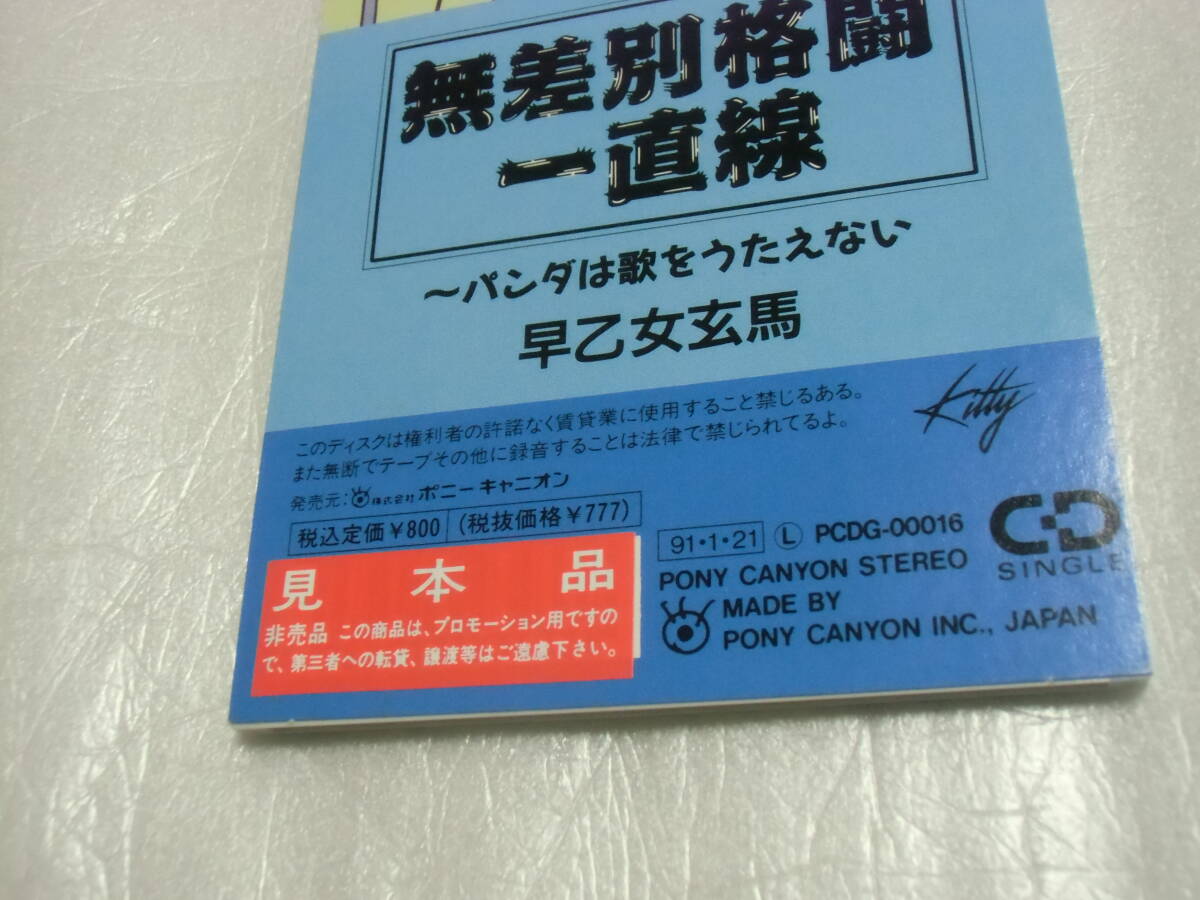 無差別格闘
一直線
～パンダは歌をうたえない
早乙女玄馬
このディスクは権利者の許諾なく賃貸業に使用すること禁じるある。
また無断でテープその他に録音することは法律で禁じられてるよ。
Kitty
発売元:株式会社ポニーキャニオン
税込定価¥800 (税抜価格¥777)
見本品
非売品 この商品は、プロモーション用ですの
で、第三者への転貸、譲渡等はご遠慮下さい。
91・1・21 Ⓛ PCDG-00016
PONY CANYON STEREO
MADE BY
PONY CANYON INC., JAPAN
CD
SINGLE